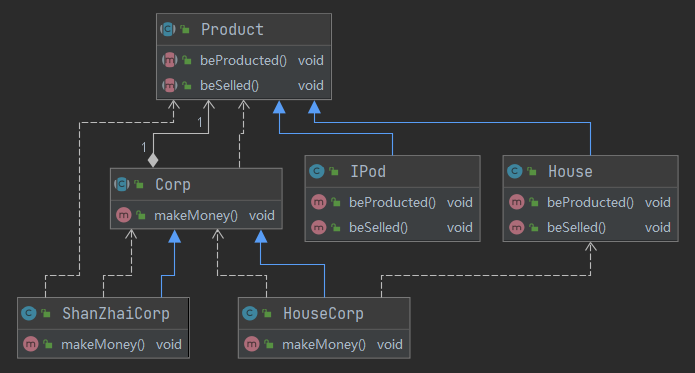 Product
beProducted() void
beSelled() void
1
1
Corp
makeMoney() void
IPod
beProducted() void
beSelled() void
House
beProducted() void
beSelled() void
ShanZhaiCorp
makeMoney() void
HouseCorp
makeMoney() void